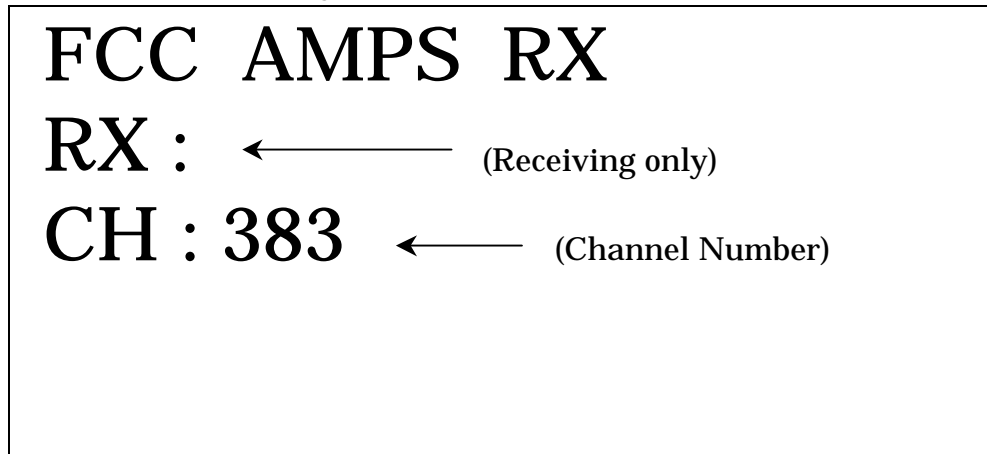 FCC AMPS RX
RX : (Receiving only)
CH : 383 (Channel Number)